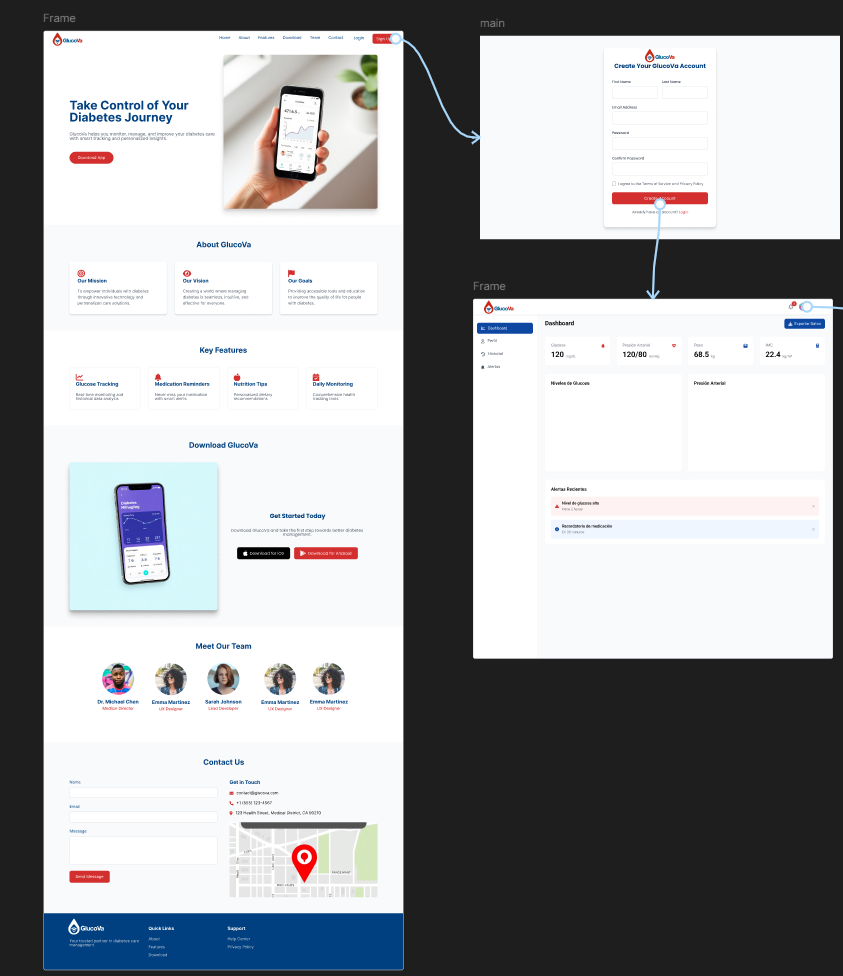 Frame
GlucoVa
Home About Features Download Team Contact Login Sign Up
Take Control of Your
Diabetes Journey
GlucoVa helps you monitor, manage, and improve your diabetes care
with smart tracking and personalized insights.
Download App
About GlucoVa
Our Mission
To empower individuals with diabetes
through innovative technology and
personalized care solutions.
Our Vision
Creating a world where managing
diabetes is seamless, intuitive, and
effective for everyone.
Our Goals
Providing accessible tools and education
to improve the quality of life for people
with diabetes.
Key Features
Glucose Tracking
Real-time monitoring and
historical data analysis
Medication Reminders
Never miss your medication
with smart alerts
Nutrition Tips
Personalized dietary
recommendations
Daily Monitoring
Comprehensive health
tracking tools
Download GlucoVa
Diabetes
Get Started Today
Download GlucoVa and take the first step towards better diabetes
management.
Download for iOS
Download for Android
Meet Our Team
Dr. Michael Chen
Medical Director
Emma Martinez
UX Designer
Sarah Johnson
Lead Developer
Emma Martinez
UX Designer
Emma Martinez
UX Designer
Contact Us
Name
Email
Message
Send Message
Get in Touch
contact@glucova.com
+1 (555) 123-4567
123 Health Street, Medical District, CA 90210
GlucoVa
Your trusted partner in diabetes care
management
Quick Links
About
Features
Download
Support
Help Center
Privacy Policy
main
GlucoVa
Create Your GlucoVa Account
First Name
Last Name
Email Address
Password
Confirm Password
I agree to the Terms of Service and Privacy Policy
Create Account
Already have an account? Login
Frame
GlucoVa
Dashboard
Perfil
Historial
Alertas
Dashboard
Exportar Datos
Glucosa
120 mg/dL
Presión Arterial
120/80 mmHg
Peso
68.5 kg
IMC
22.4 kg/m²
Niveles de Glucosa
Presión Arterial
Alertas Recientes
Nivel de glucosa alto
Hace 2 horas
Recordatorio de medicación
En 30 minutos